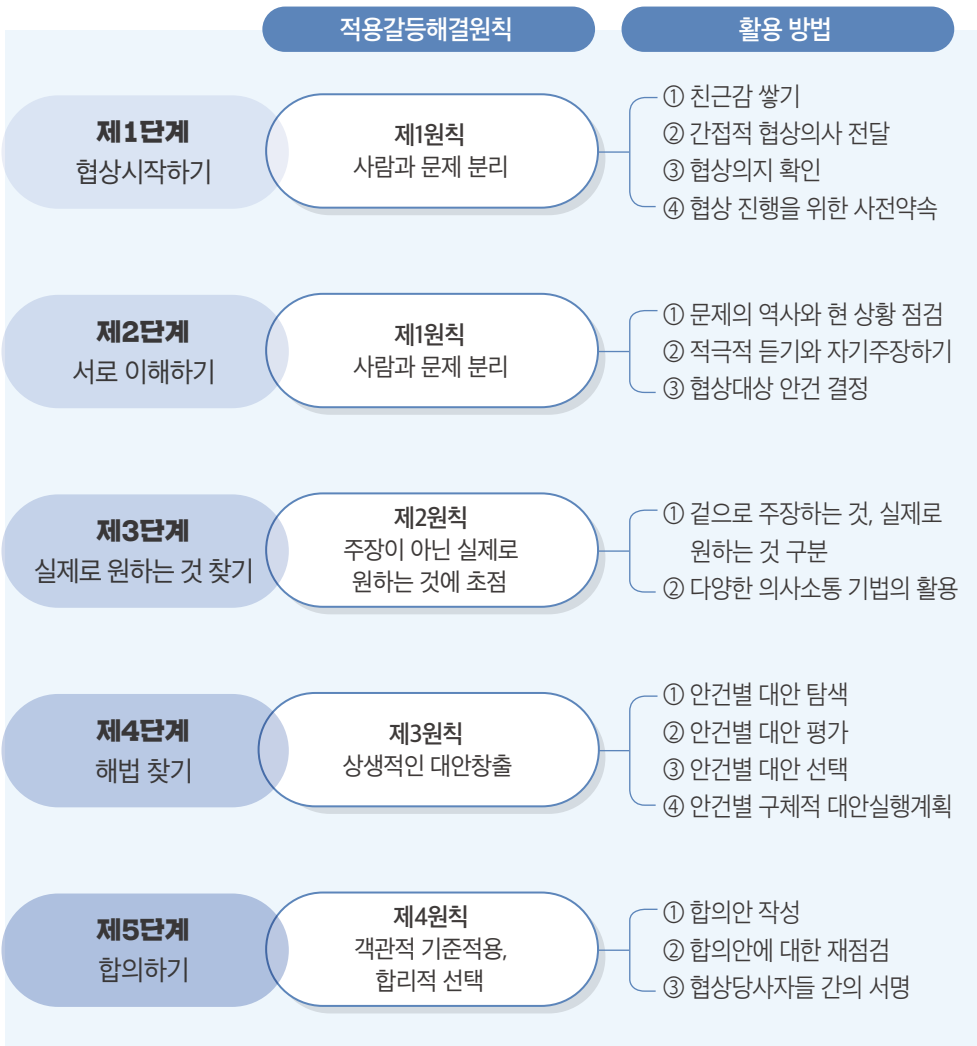 적용갈등해결원칙
활용 방법
제1단계
협상시작하기
제1원칙
사람과 문제 분리
① 친근감 쌓기
② 간접적 협상의사 전달
③ 협상의지 확인
④ 협상 진행을 위한 사전약속
제2단계
서로 이해하기
제1원칙
사람과 문제 분리
① 문제의 역사와 현 상황 점검
② 적극적 듣기와 자기주장하기
③ 협상대상 안건 결정
제3단계
실제로 원하는 것 찾기
제2원칙
주장이 아닌 실제로
원하는 것에 초점
① 겉으로 주장하는 것, 실제로
원하는 것 구분
② 다양한 의사소통 기법의 활용
제4단계
해법 찾기
제3원칙
상생적인 대안창출
① 안건별 대안 탐색
② 안건별 대안 평가
③ 안건별 대안 선택
④ 안건별 구체적 대안실행계획
제5단계
합의하기
제4원칙
객관적 기준적용,
합리적 선택
① 합의안 작성
② 합의안에 대한 재점검
③ 협상당사자들 간의 서명